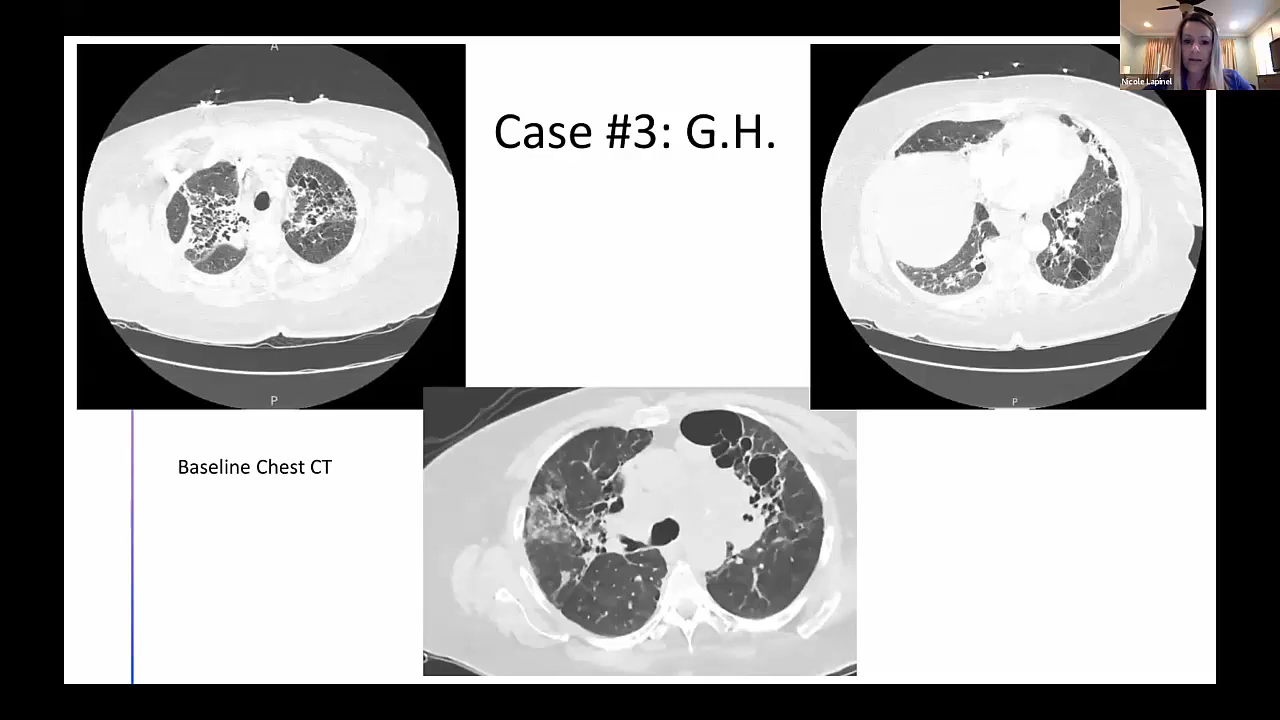 A
Case #3: G.H.
Nicole Lapinel
P
P
Baseline Chest CT